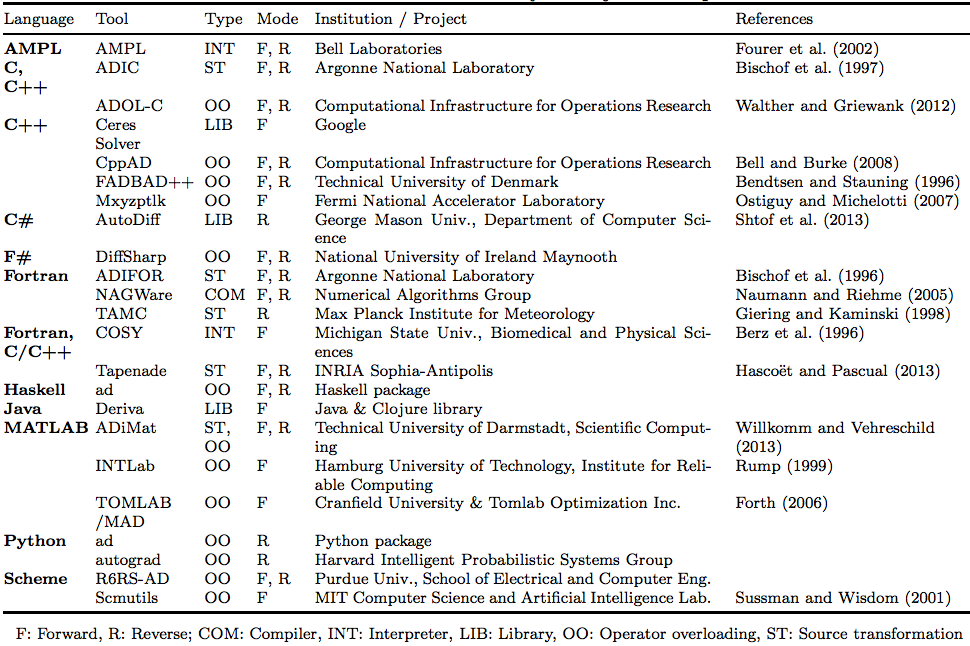 Language Tool Type Mode Institution / Project References
AMPL AMPL INT F, R Bell Laboratories Fourer et al. (2002)
C, ADIC ST F, R Argonne National Laboratory Bischof et al. (1997)
C++
ADOL-C OO F, R Computational Infrastructure for Operations Research Walther and Griewank (2012)
C++ Ceres LIB F Google
Solver
CppAD OO F, R Computational Infrastructure for Operations Research Bell and Burke (2008)
FADBAD++ OO F, R Technical University of Denmark Bendtsen and Stauning (1996)
Mxyzptlk OO F Fermi National Accelerator Laboratory Ostiguy and Michelotti (2007)
C# AutoDiff LIB R George Mason Univ., Department of Computer Sci- Shtof et al. (2013)
ence
F# DiffSharp OO F, R National University of Ireland Maynooth
Fortran ADIFOR ST F, R Argonne National Laboratory Bischof et al. (1996)
NAGWare COM F, R Numerical Algorithms Group Naumann and Riehme (2005)
TAMC ST R Max Planck Institute for Meteorology Giering and Kaminski (1998)
Fortran, COSY INT F Michigan State Univ., Biomedical and Physical Sci- Berz et al. (1996)
C/C++ ences
Tapenade ST F, R INRIA Sophia-Antipolis Hascoët and Pascual (2013)
Haskell ad OO F, R Haskell package
Java Deriva LIB F Java & Clojure library
MATLAB ADiMat ST, F, R Technical University of Darmstadt, Scientific Comput- Willkomm and Vehreschild
OO ing (2013)
INTLab OO F Hamburg University of Technology, Institute for Reli- Rump (1999)
able Computing
TOMLAB OO F Cranfield University & Tomlab Optimization Inc. Forth (2006)
/MAD
Python ad OO R Python package
autograd OO R Harvard Intelligent Probabilistic Systems Group
Scheme R6RS-AD OO F, R Purdue Univ., School of Electrical and Computer Eng.
Scmutils OO F MIT Computer Science and Artificial Intelligence Lab. Sussman and Wisdom (2001)
F: Forward, R: Reverse; COM: Compiler, INT: Interpreter, LIB: Library, OO: Operator overloading, ST: Source transformation